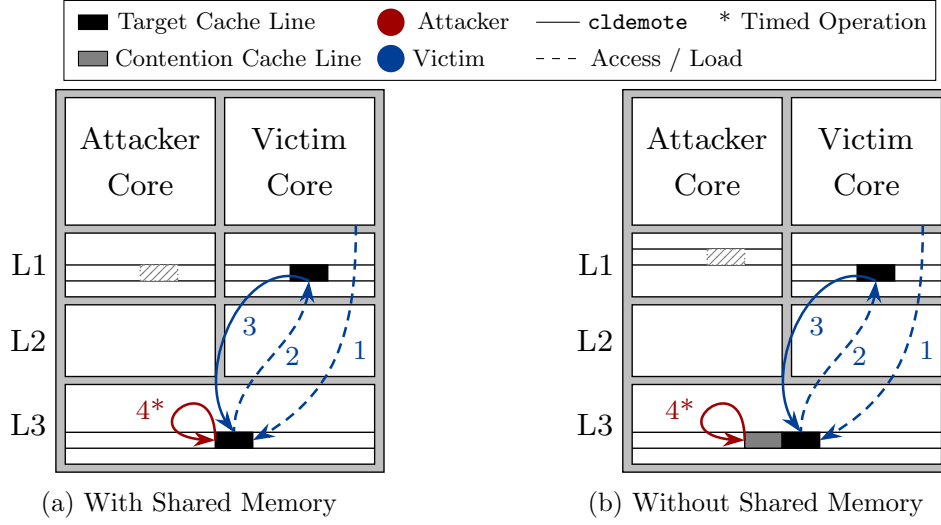 Target Cache Line Attacker cldemote * Timed Operation
Contention Cache Line Victim Access / Load
Attacker Core Victim Core Attacker Core Victim Core
L1 L1
3 2 1 3 2 1
L2 L2
4* 4*
L3 L3
(a) With Shared Memory (b) Without Shared Memory